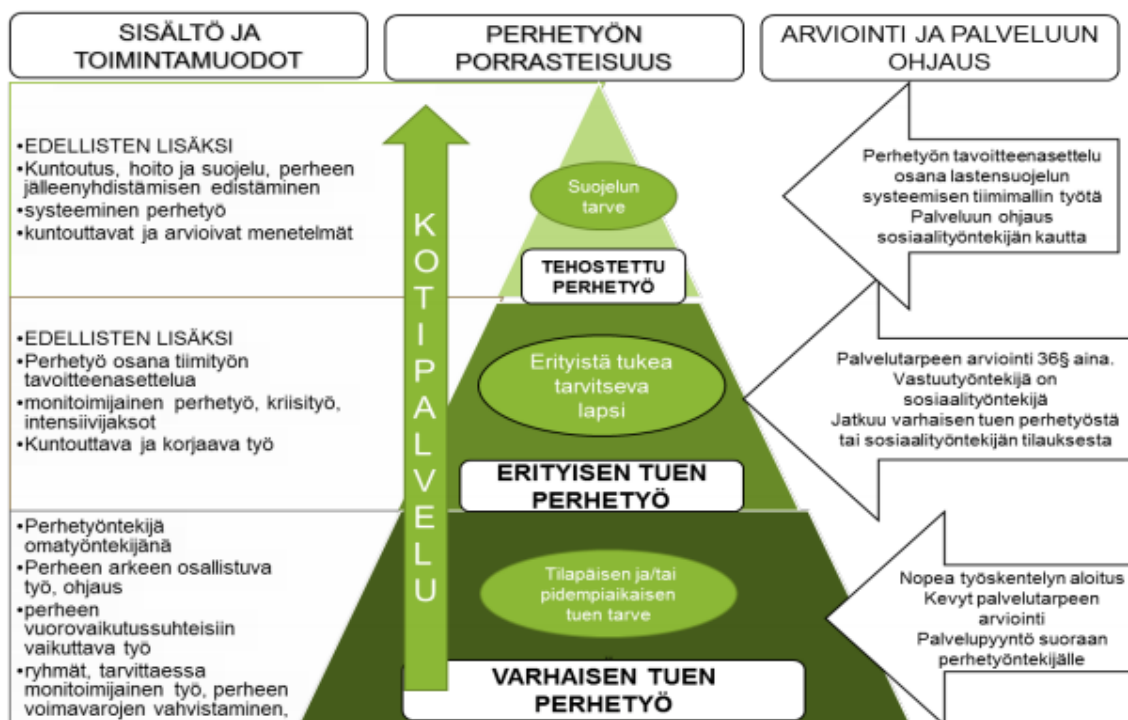 SISÄLTÖ JA
TOIMINTAMUODOT
PERHETYÖN
PORRASTEISUUS
ARVIOINTI JA PALVELUUN
OHJAUS
•EDELLISTEN LISÄKSI
•Kuntoutus, hoito ja suojelu, perheen
jälleenyhdistämisen edistäminen
•systeeminen perhetyö
•kuntouttavat ja arvioivat menetelmät
KOTIPALVELU
Suojelun
tarve
TEHOSTETTU
PERHETYÖ
Perhetyön tavoitteenasettelu
osana lastensuojelun
systeemisen tiimimallin työtä
Palveluun ohjaus
sosiaalityöntekijän kautta
•EDELLISTEN LISÄKSI
•Perhetyö osana tiimityön
tavoitteenasettelua
•monitoimijainen perhetyö, kriisityö,
intensiivijaksot
•Kuntouttava ja korjaava työ
Erityistä tukea
tarvitseva
lapsi
ERITYISEN TUEN
PERHETYÖ
Palvelutarpeen arviointi 36§ aina.
Vastuutyöntekijä on
sosiaalityöntekijä
Jatkuu varhaisen tuen perhetyöstä
tai sosiaalityöntekijän tilauksesta
•Perhetyöntekijä
omatyöntekijänä
•Perheen arkeen osallistuva
työ, ohjaus
•perheen
vuorovaikutussuhteisiin
vaikuttava työ
•ryhmät, tarvittaessa
monitoimijainen työ, perheen
voimavarojen vahvistaminen,
Tilapäisen ja/tai
pidempiaikaisen
tuen tarve
VARHAISEN TUEN
PERHETYÖ
Nopea työskentelyn aloitus
Kevyt palvelutarpeen
arviointi
Palvelupyyntö suoraan
perhetyöntekijälle